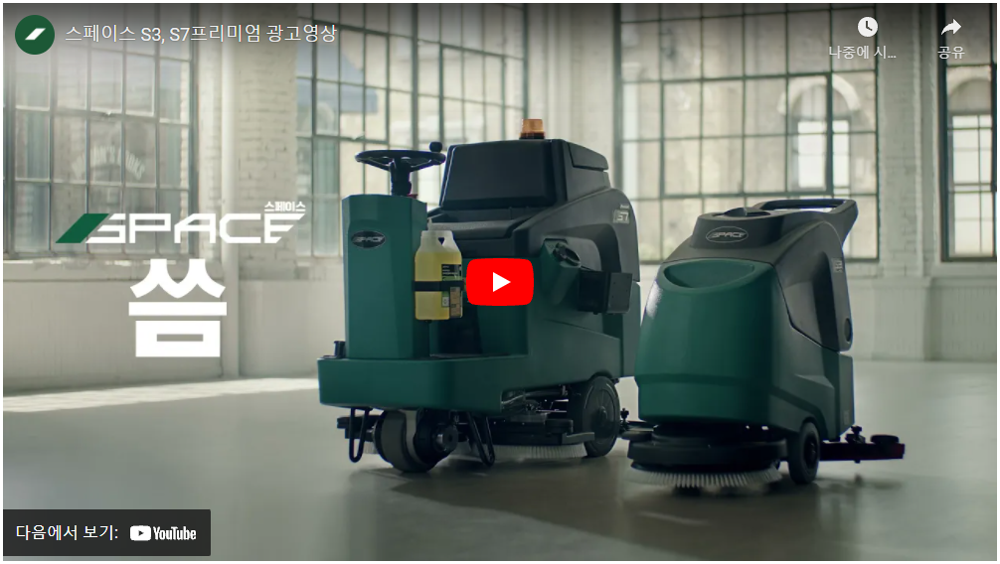 스페이스 S3, S7프리미엄 광고영상
나중에 시...
공유
스페이스
SPACE
씀
S7
SPACE
SPACE
다음에서 보기: YouTube